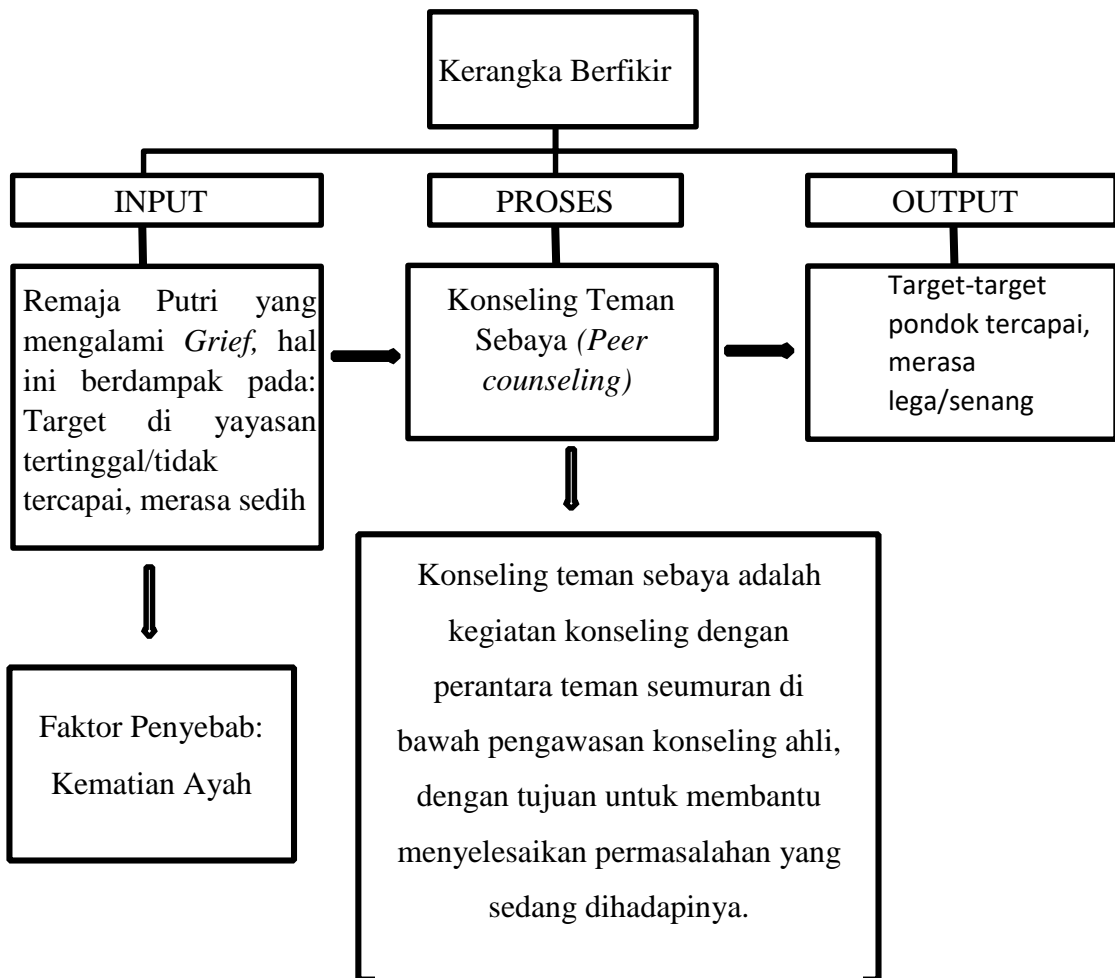 Kerangka Berfikir
INPUT
PROSES
OUTPUT
Remaja Putri yang
mengalami Grief, hal
ini berdampak pada:
Target di yayasan
tertinggal/tidak
tercapai, merasa sedih
Konseling Teman
Sebaya (Peer
counseling)
Target-target
pondok tercapai,
merasa
lega/senang
Faktor Penyebab:
Kematian Ayah
Konseling teman sebaya adalah
kegiatan konseling dengan
perantara teman seumuran di
bawah pengawasan konseling ahli,
dengan tujuan untuk membantu
menyelesaikan permasalahan yang
sedang dihadapinya.